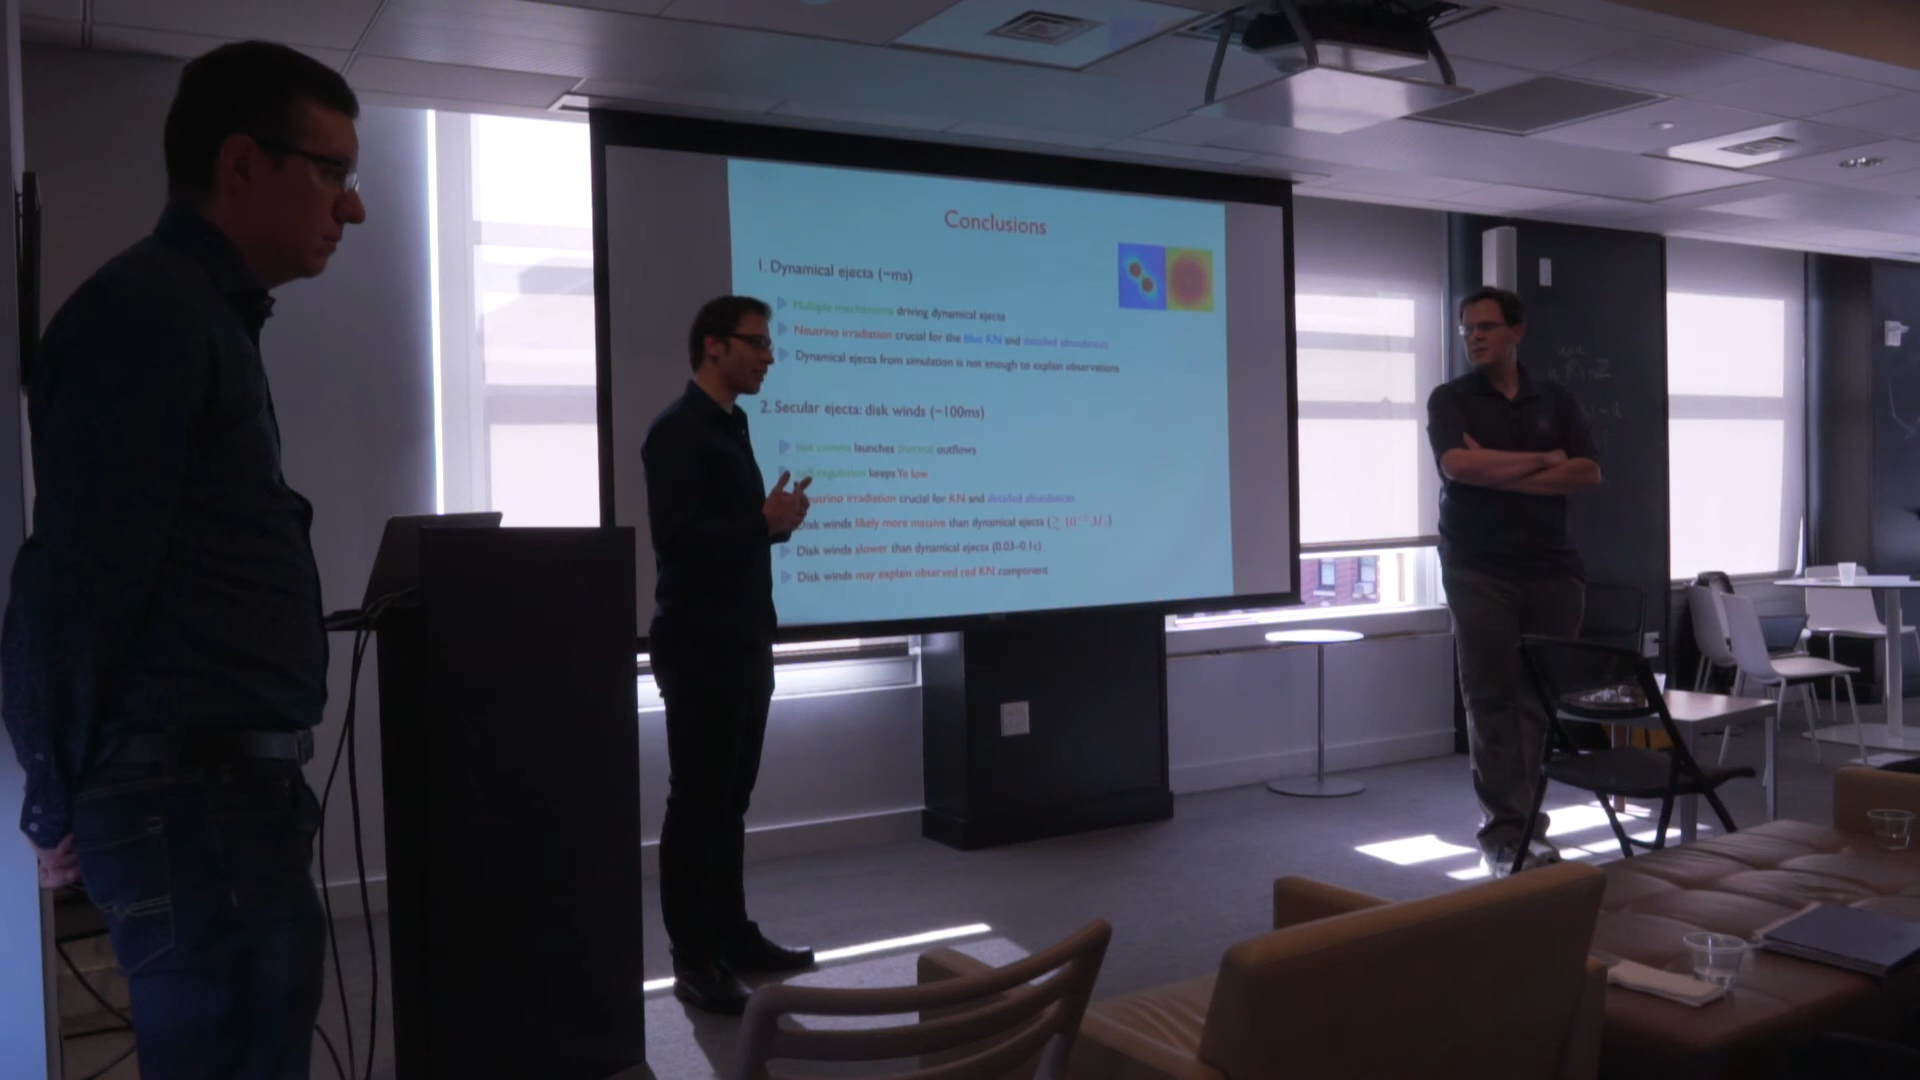 Conclusions
1. Dynamical ejecta (~ms)
Multiple mechanisms driving dynamical ejecta
Neutrino irradiation crucial for the blue KN and detailed abundances
Dynamical ejecta from simulation is not enough to explain observations
2. Secular ejecta: disk winds (~100ms)
launches thermal outflows
regulation keeps Ye low
neutrino irradiation crucial for KN and detailed abundances
Disk winds likely more massive than dynamical ejecta
Disk winds slower than dynamical ejecta (0.03-0.1c)
Disk winds may explain observed red KN component